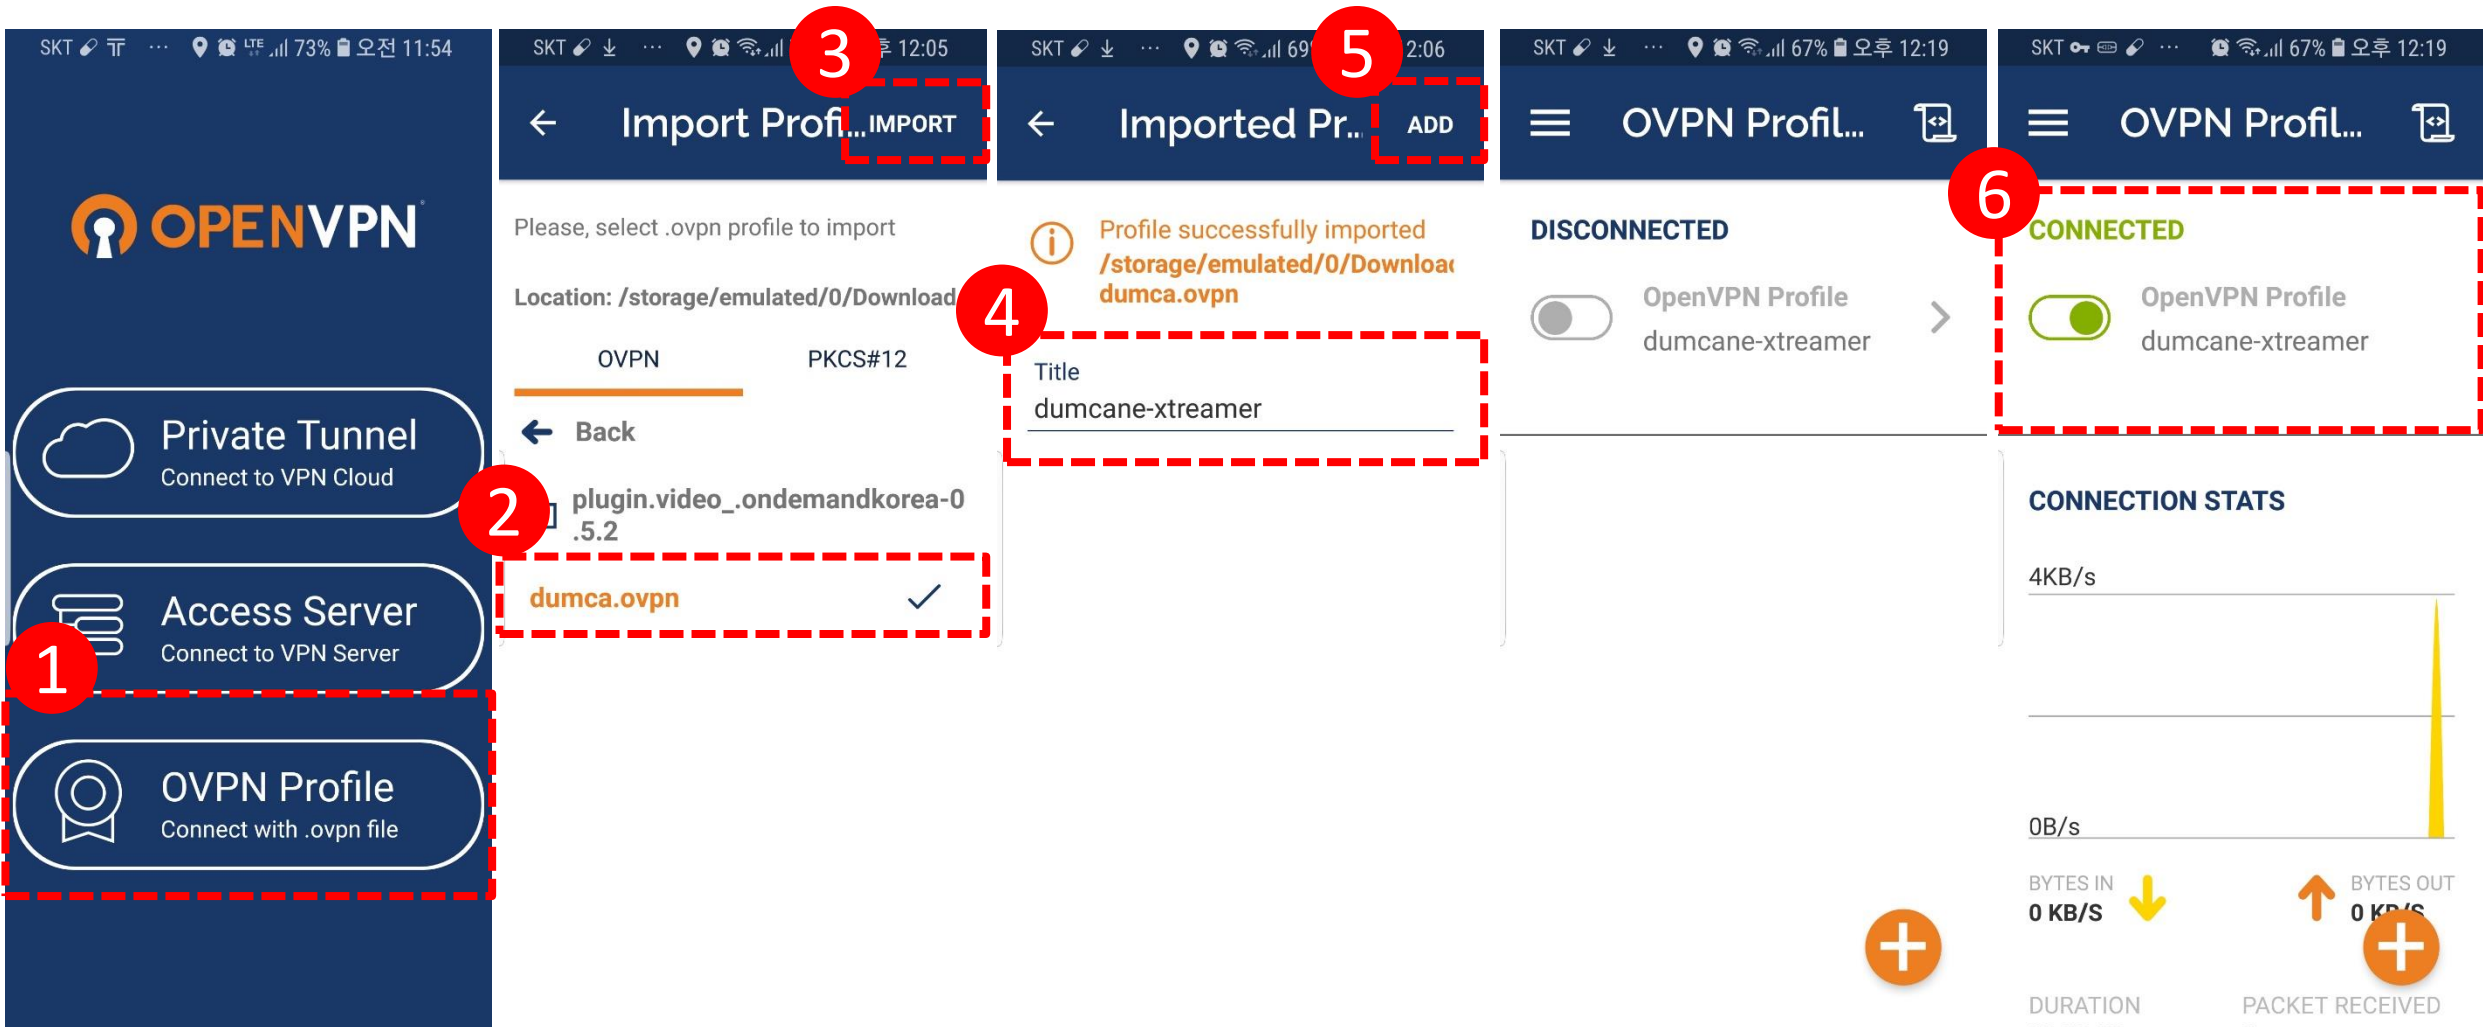 SKT ... LTE 73% 오전 11:54
OPENVPN
Private Tunnel
Connect to VPN Cloud
Access Server
Connect to VPN Server
1
OVPN Profile
Connect with .ovpn file
SKT ... 후 12:05
3
Import Profi... IMPORT
Please, select .ovpn profile to import
Location: /storage/emulated/0/Download
OVPN PKCS#12
Back
2
plugin.video_.ondemandkorea-0
.5.2
dumca.ovpn
SKT ... 69 2:06
5
Imported Pr... ADD
Profile successfully imported
/storage/emulated/0/Downloa
dumca.ovpn
4
Title
dumcane-xtreamer
SKT ... 67% 오후 12:19
OVPN Profil...
DISCONNECTED
OpenVPN Profile
dumcane-xtreamer
SKT ... 67% 오후 12:19
OVPN Profil...
6
CONNECTED
OpenVPN Profile
dumcane-xtreamer
CONNECTION STATS
4KB/s
0B/s
BYTES IN BYTES OUT
0 KB/S 0 KB/S
DURATION PACKET RECEIVED